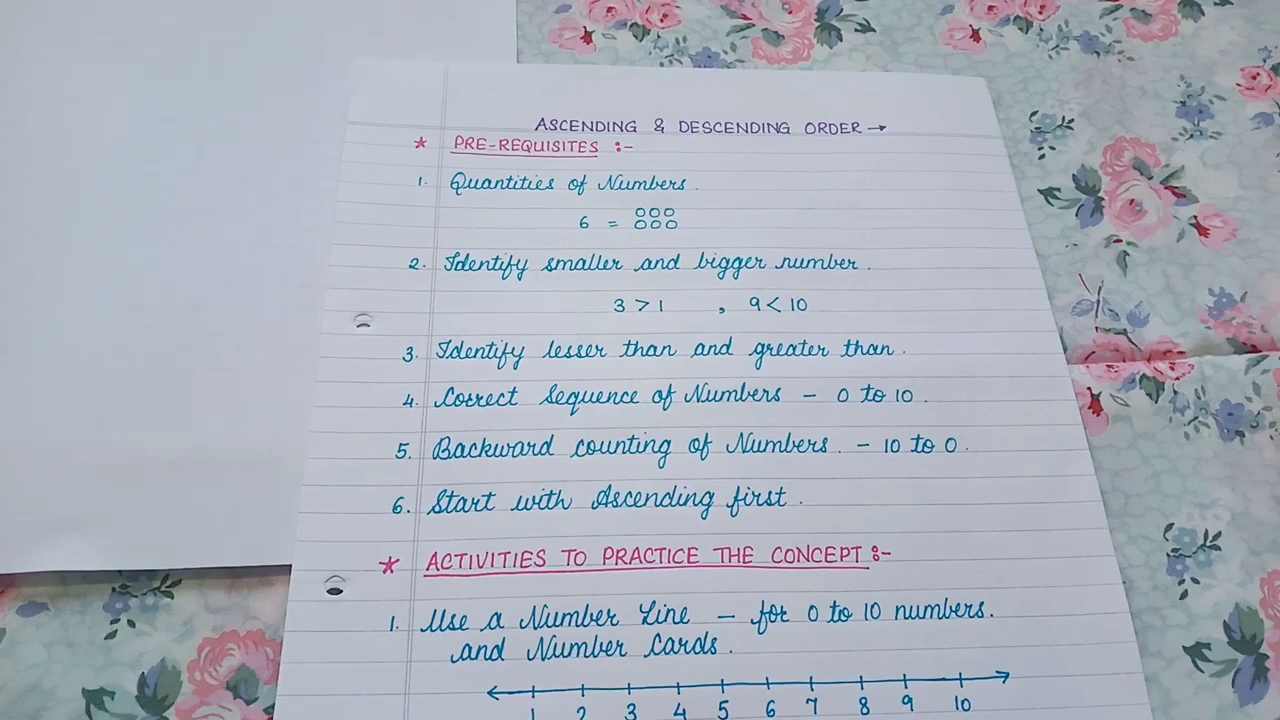 ASCENDING & DESCENDING ORDER →
* PRE-REQUISITES :-
1. Quantities of Numbers.
6 = 000
000
2. Identify smaller and bigger number.
3 > 1 , 9 < 10
3. Identify lesser than and greater than.
4. Correct Sequence of Numbers - 0 to 10.
5. Backward counting of Numbers. - 10 to 0.
6. Start with Ascending first.
* ACTIVITIES TO PRACTICE THE CONCEPT :-
1. Use a Number Line - for 0 to 10 numbers.
and Number Cards.
1 2 3 4 5 6 7 8 9 10